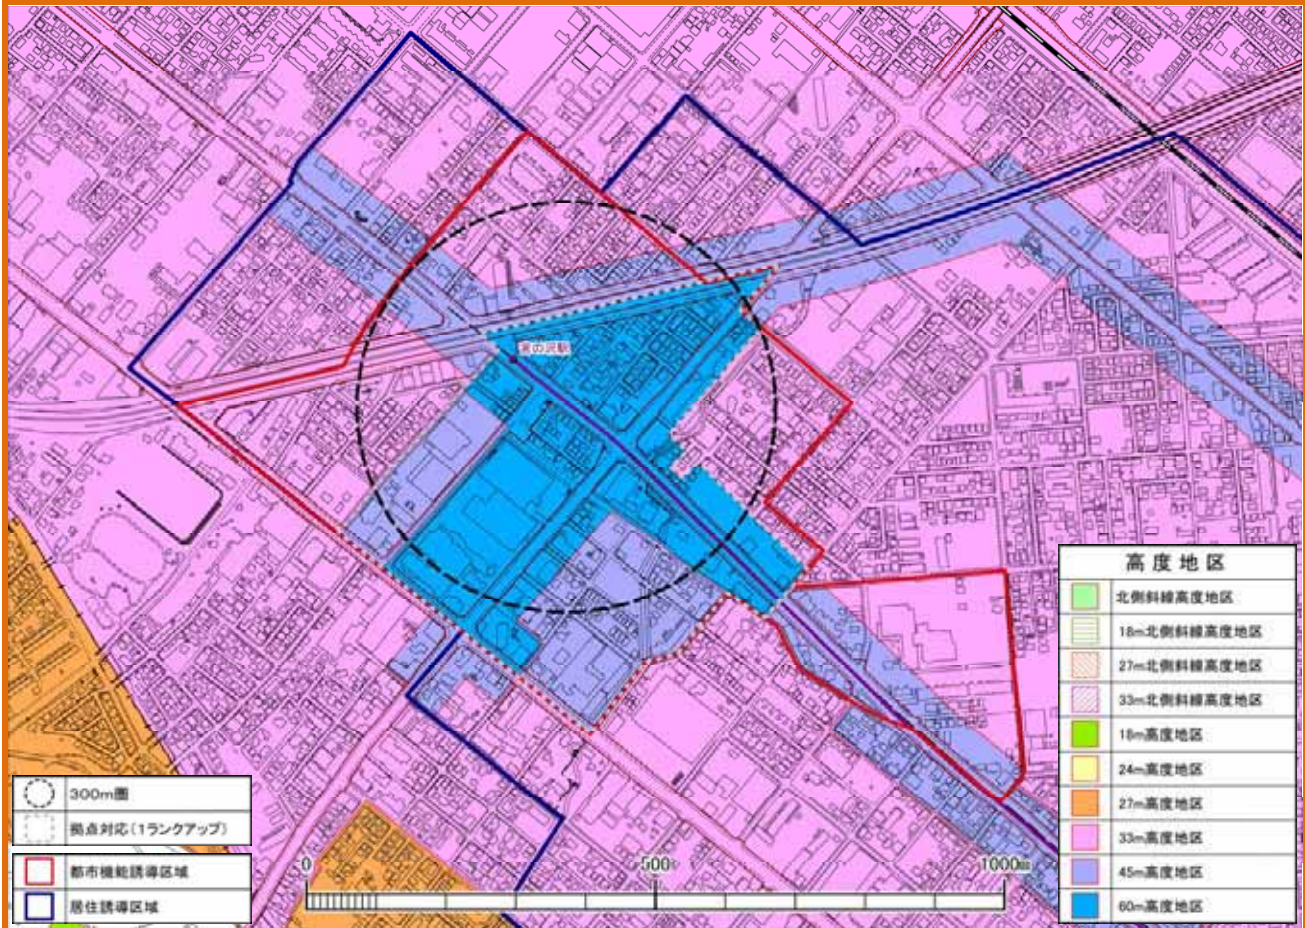 宮の沢駅
高度地区
北側斜線高度地区
18m北側斜線高度地区
27m北側斜線高度地区
33m北側斜線高度地区
18m高度地区
24m高度地区
27m高度地区
33m高度地区
45m高度地区
60m高度地区
300m圏
拠点対応(1ランクアップ)
都市機能誘導区域
居住誘導区域
0 500 1000m